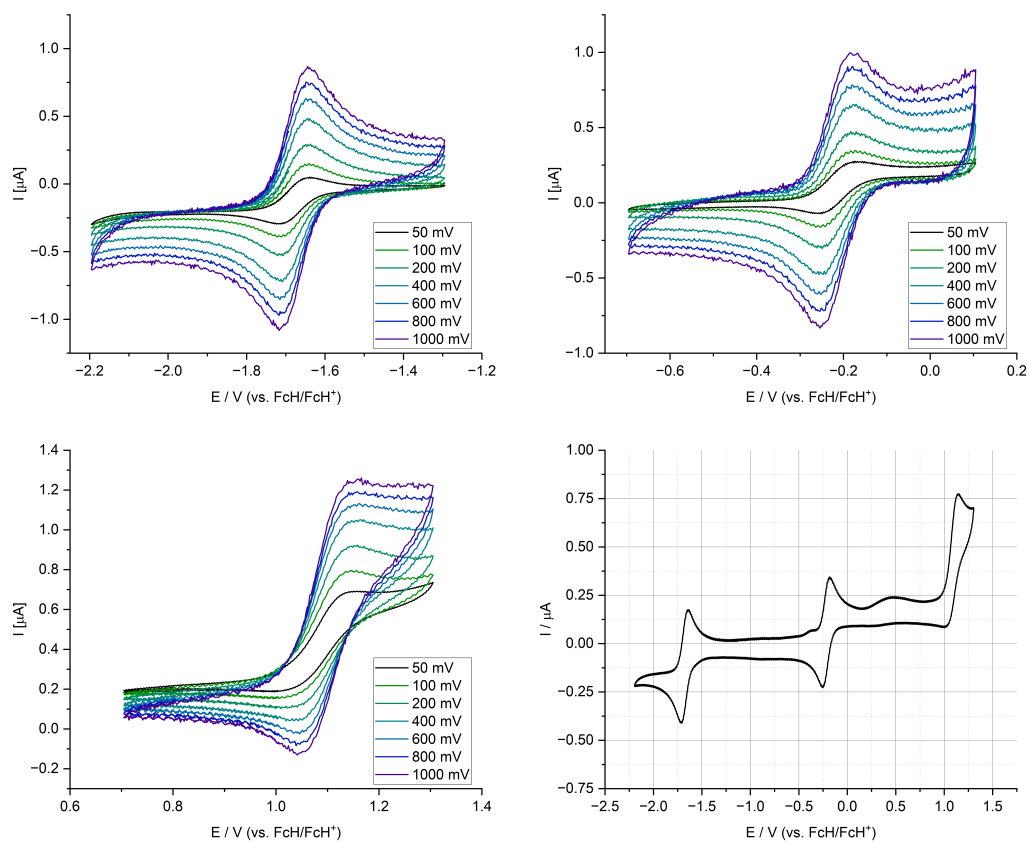 1.0
0.5
0.0
−0.5
−1.0
I [µA]
−2.2 −2.0 −1.8 −1.6 −1.4 −1.2
E / V (vs. FcH/FcH⁺)
50 mV
100 mV
200 mV
400 mV
600 mV
800 mV
1000 mV
1.0
0.5
0.0
−0.5
−1.0
I [µA]
−0.6 −0.4 −0.2 0.0 0.2
E / V (vs. FcH/FcH⁺)
50 mV
100 mV
200 mV
400 mV
600 mV
800 mV
1000 mV
1.4
1.2
1.0
0.8
0.6
0.4
0.2
0.0
−0.2
I [µA]
0.6 0.8 1.0 1.2 1.4
E / V (vs. FcH/FcH⁺)
50 mV
100 mV
200 mV
400 mV
600 mV
800 mV
1000 mV
1.00
0.75
0.50
0.25
0.00
−0.25
−0.50
−0.75
I / µA
−2.5 −2.0 −1.5 −1.0 −0.5 0.0 0.5 1.0 1.5
E / V (vs. FcH/FcH⁺)